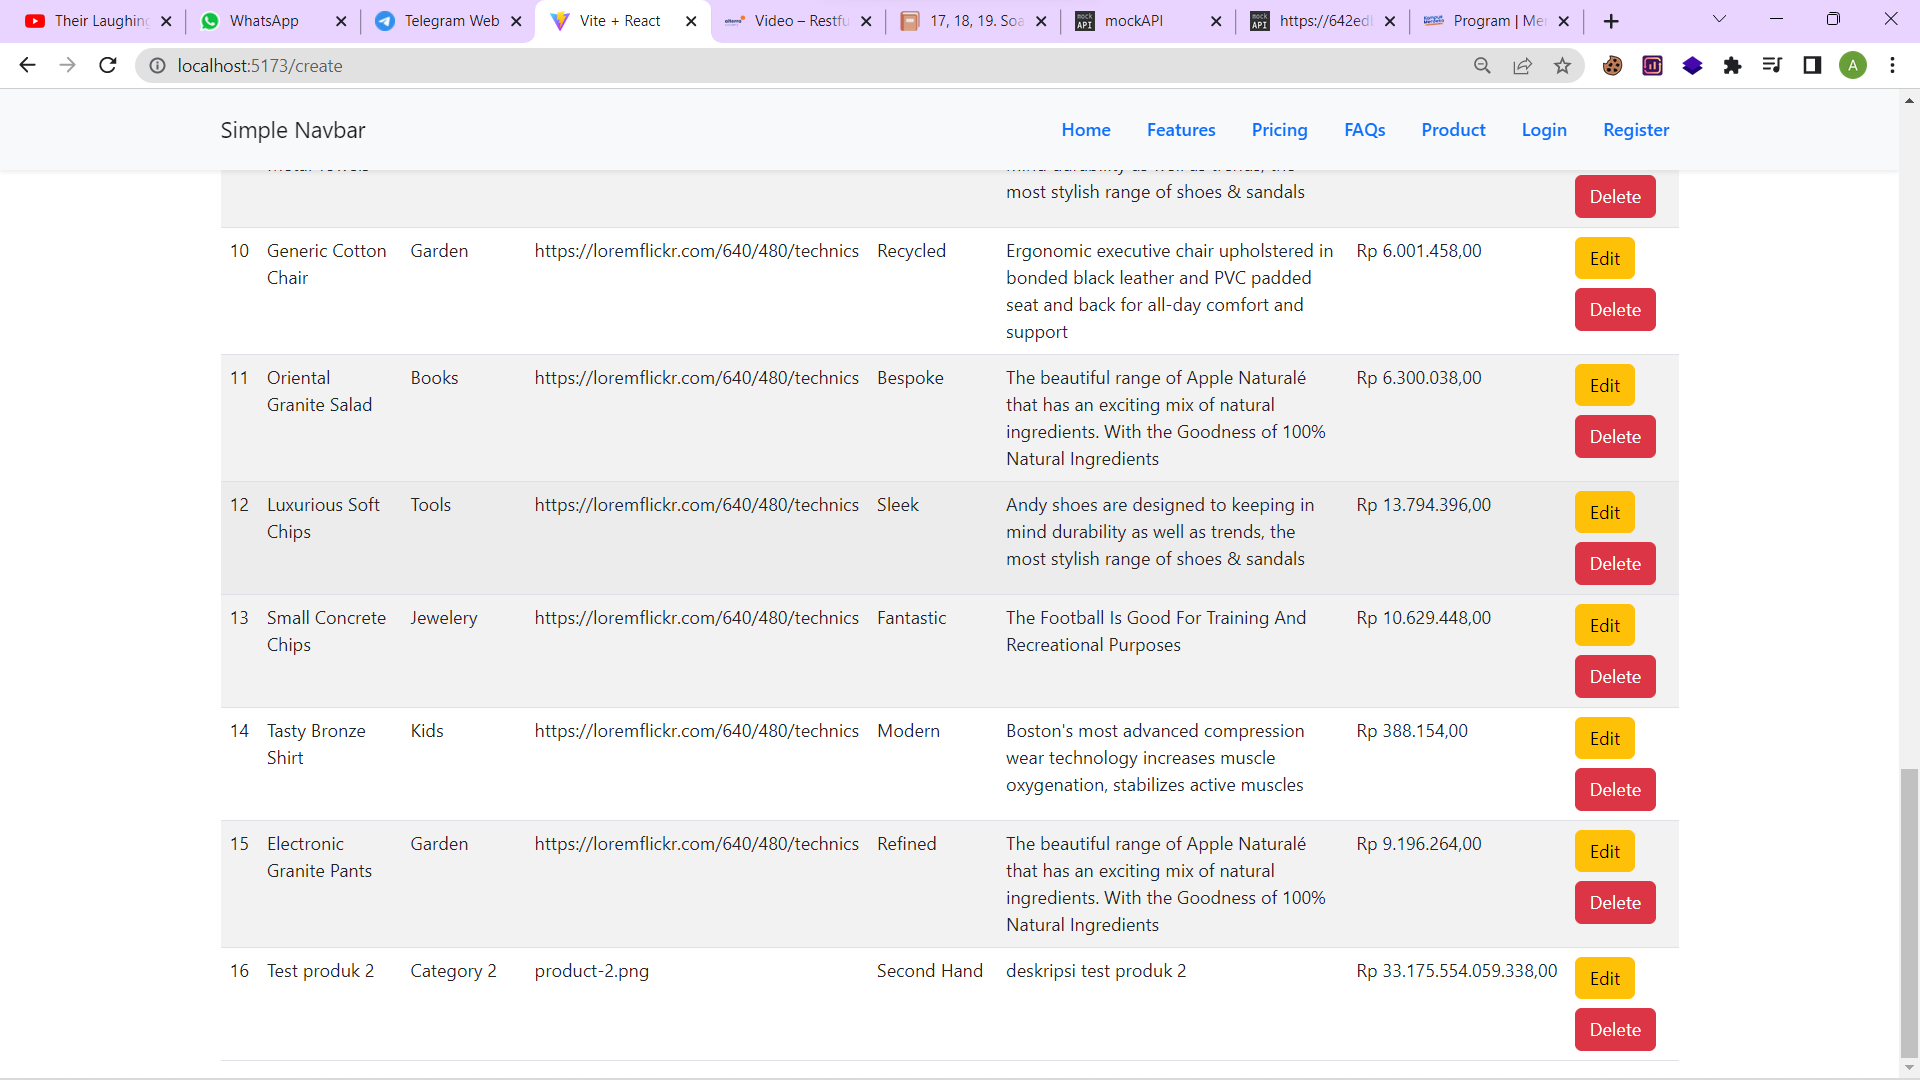 Their Laughing
WhatsApp
Telegram Web
Vite + React
Video – Restfu
17, 18, 19. Soa
mockAPI
https://642ed
Program | Mer
localhost:5173/create
A
Simple Navbar
Home
Features
Pricing
FAQs
Product
Login
Register
most stylish range of shoes & sandals
Delete
10
Generic Cotton
Chair
Garden
https://loremflickr.com/640/480/technics
Recycled
Ergonomic executive chair upholstered in
bonded black leather and PVC padded
seat and back for all-day comfort and
support
Rp 6.001.458,00
Edit
Delete
11
Oriental
Granite Salad
Books
https://loremflickr.com/640/480/technics
Bespoke
The beautiful range of Apple Naturalé
that has an exciting mix of natural
ingredients. With the Goodness of 100%
Natural Ingredients
Rp 6.300.038,00
Edit
Delete
12
Luxurious Soft
Chips
Tools
https://loremflickr.com/640/480/technics
Sleek
Andy shoes are designed to keeping in
mind durability as well as trends, the
most stylish range of shoes & sandals
Rp 13.794.396,00
Edit
Delete
13
Small Concrete
Chips
Jewelery
https://loremflickr.com/640/480/technics
Fantastic
The Football Is Good For Training And
Recreational Purposes
Rp 10.629.448,00
Edit
Delete
14
Tasty Bronze
Shirt
Kids
https://loremflickr.com/640/480/technics
Modern
Boston's most advanced compression
wear technology increases muscle
oxygenation, stabilizes active muscles
Rp 388.154,00
Edit
Delete
15
Electronic
Granite Pants
Garden
https://loremflickr.com/640/480/technics
Refined
The beautiful range of Apple Naturalé
that has an exciting mix of natural
ingredients. With the Goodness of 100%
Natural Ingredients
Rp 9.196.264,00
Edit
Delete
16
Test produk 2
Category 2
product-2.png
Second Hand
deskripsi test produk 2
Rp 33.175.554.059.338,00
Edit
Delete